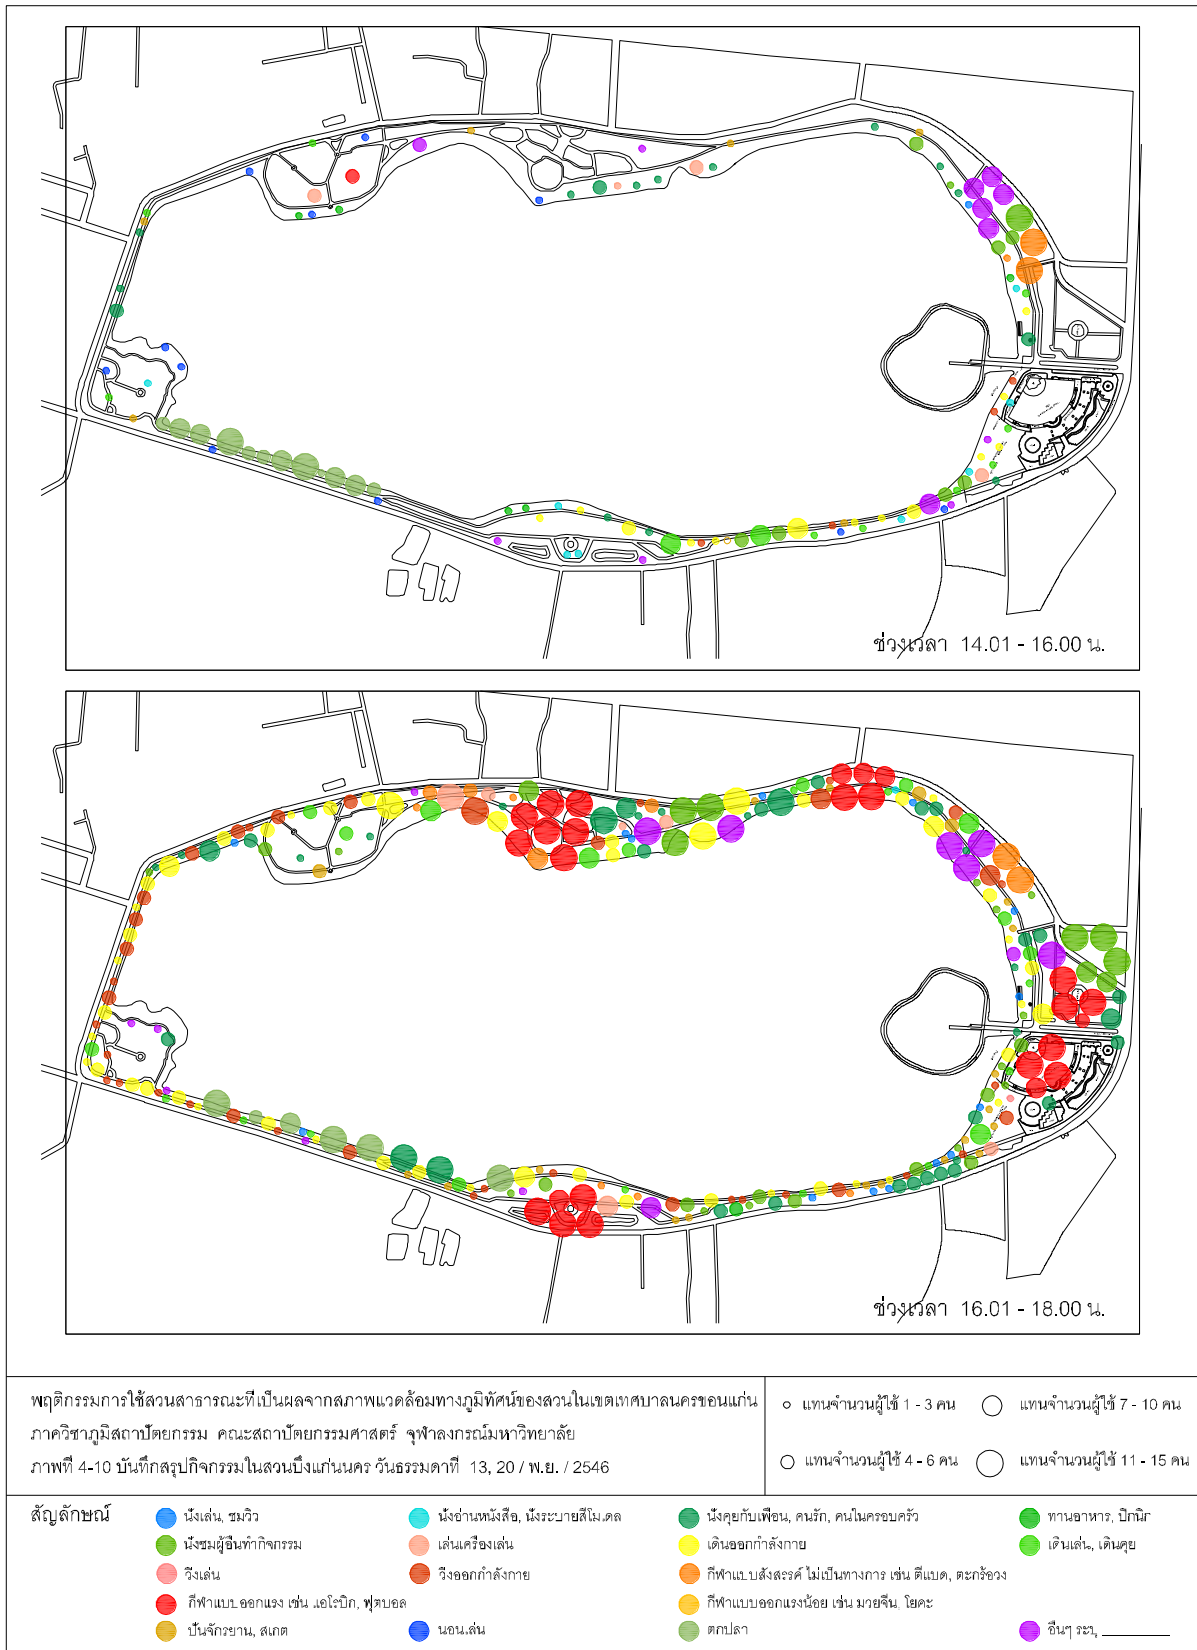 ช่วงเวลา 14.01 - 16.00 น.
ช่วงเวลา 16.01 - 18.00 น.
พฤติกรรมการใช้สวนสาธารณะที่เป็นผลจากสภาพแวดล้อมทางภูมิทัศน์ของสวนในเขตเทศบาลนครขอนแก่น
ภาควิชาภูมิสถาปัตยกรรม คณะสถาปัตยกรรมศาสตร์ จุฬาลงกรณ์มหาวิทยาลัย
ภาพที่ 4-10 บันทึกสรุปกิจกรรมในสวนบึงแก่นนคร วันธรรมดาที่ 13, 20 / พ.ย. / 2546
แทนจำนวนผู้ใช้ 1 - 3 คน แทนจำนวนผู้ใช้ 7 - 10 คน
แทนจำนวนผู้ใช้ 4 - 6 คน แทนจำนวนผู้ใช้ 11 - 15 คน
สัญลักษณ์ นั่งเล่น, ชมวิว นั่งอ่านหนังสือ, นั่งระบายสีโมเดล นั่งคุยกับเพื่อน, คนรัก, คนในครอบครัว ทานอาหาร, ปิกนิก
นั่งชมผู้อื่นทำกิจกรรม เล่นเครื่องเล่น เดินออกกำลังกาย เดินเล่น, เดินคุย
วิ่งเล่น วิ่งออกกำลังกาย กีฬาแบบสังสรรค์ ไม่เป็นทางการ เช่น ตีแบด, ตะกร้อวง
กีฬาแบบออกแรง เช่น แอโรบิก, ฟุตบอล กีฬาแบบออกแรงน้อย เช่น มวยจีน, โยคะ
ปั่นจักรยาน, สเกต นอนเล่น ตกปลา อื่นๆ ระบุ